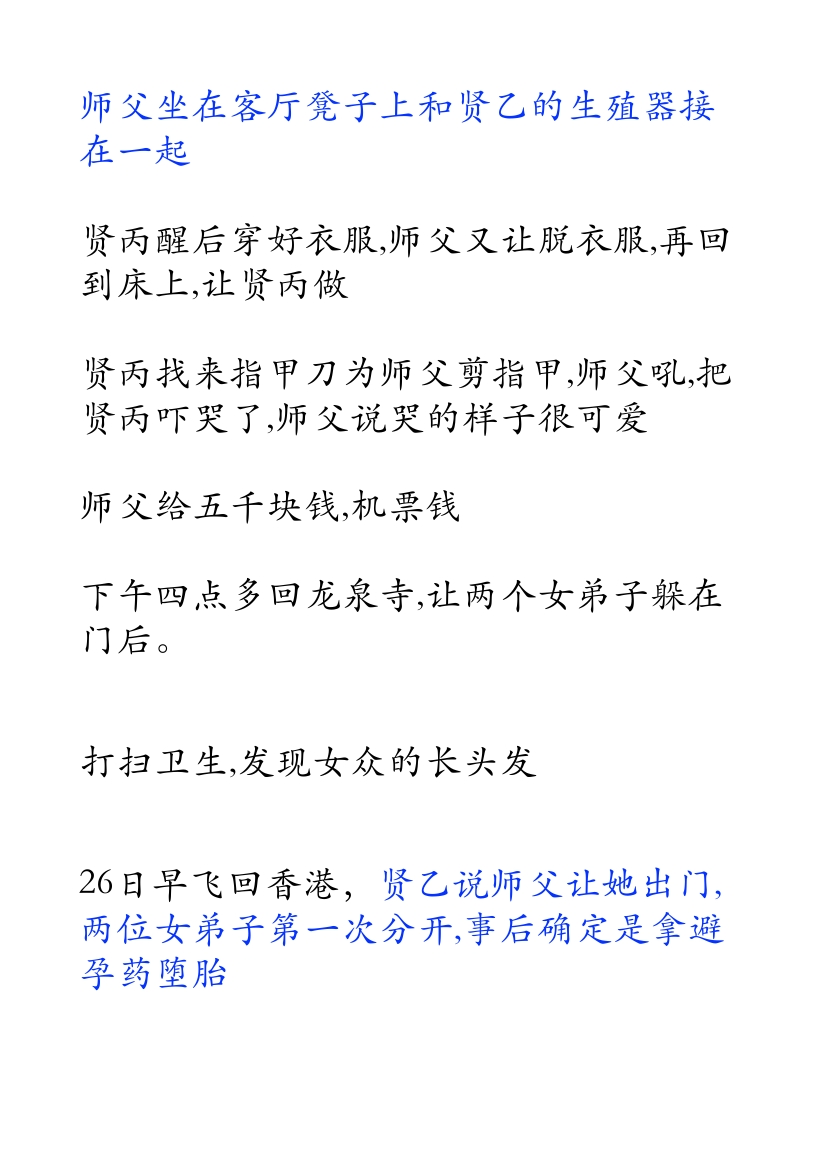 师父坐在客厅凳子上和贤乙的生殖器接
在一起
贤丙醒后穿好衣服,师父又让脱衣服,再回
到床上,让贤丙做
贤丙找来指甲刀为师父剪指甲,师父吼,把
贤丙吓哭了,师父说哭的样子很可爱
师父给五千块钱,机票钱
下午四点多回龙泉寺,让两个女弟子躲在
门后。
打扫卫生,发现女众的长头发
26日早飞回香港，贤乙说师父让她出门,
两位女弟子第一次分开,事后确定是拿避
孕药堕胎